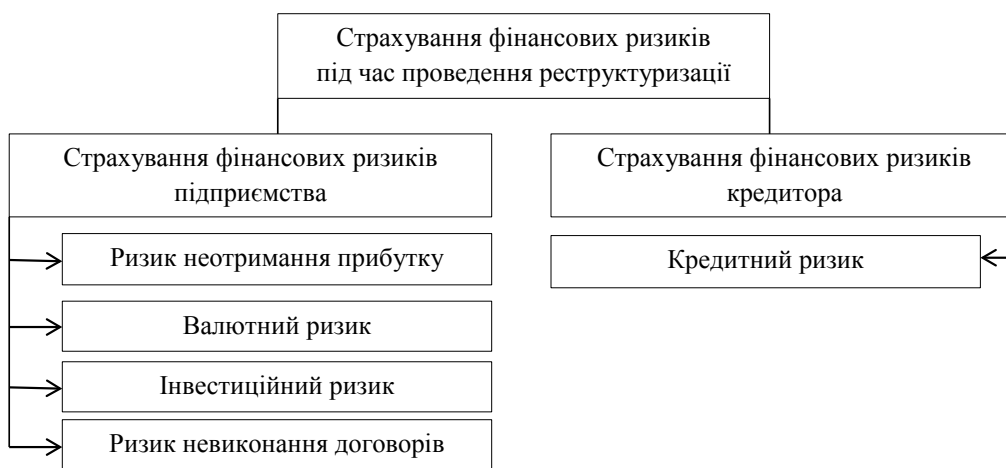 Страхування фінансових ризиків
під час проведення реструктуризації
Страхування фінансових ризиків
підприємства
Ризик неотримання прибутку
Валютний ризик
Інвестиційний ризик
Ризик невиконання договорів
Страхування фінансових ризиків
кредитора
Кредитний ризик